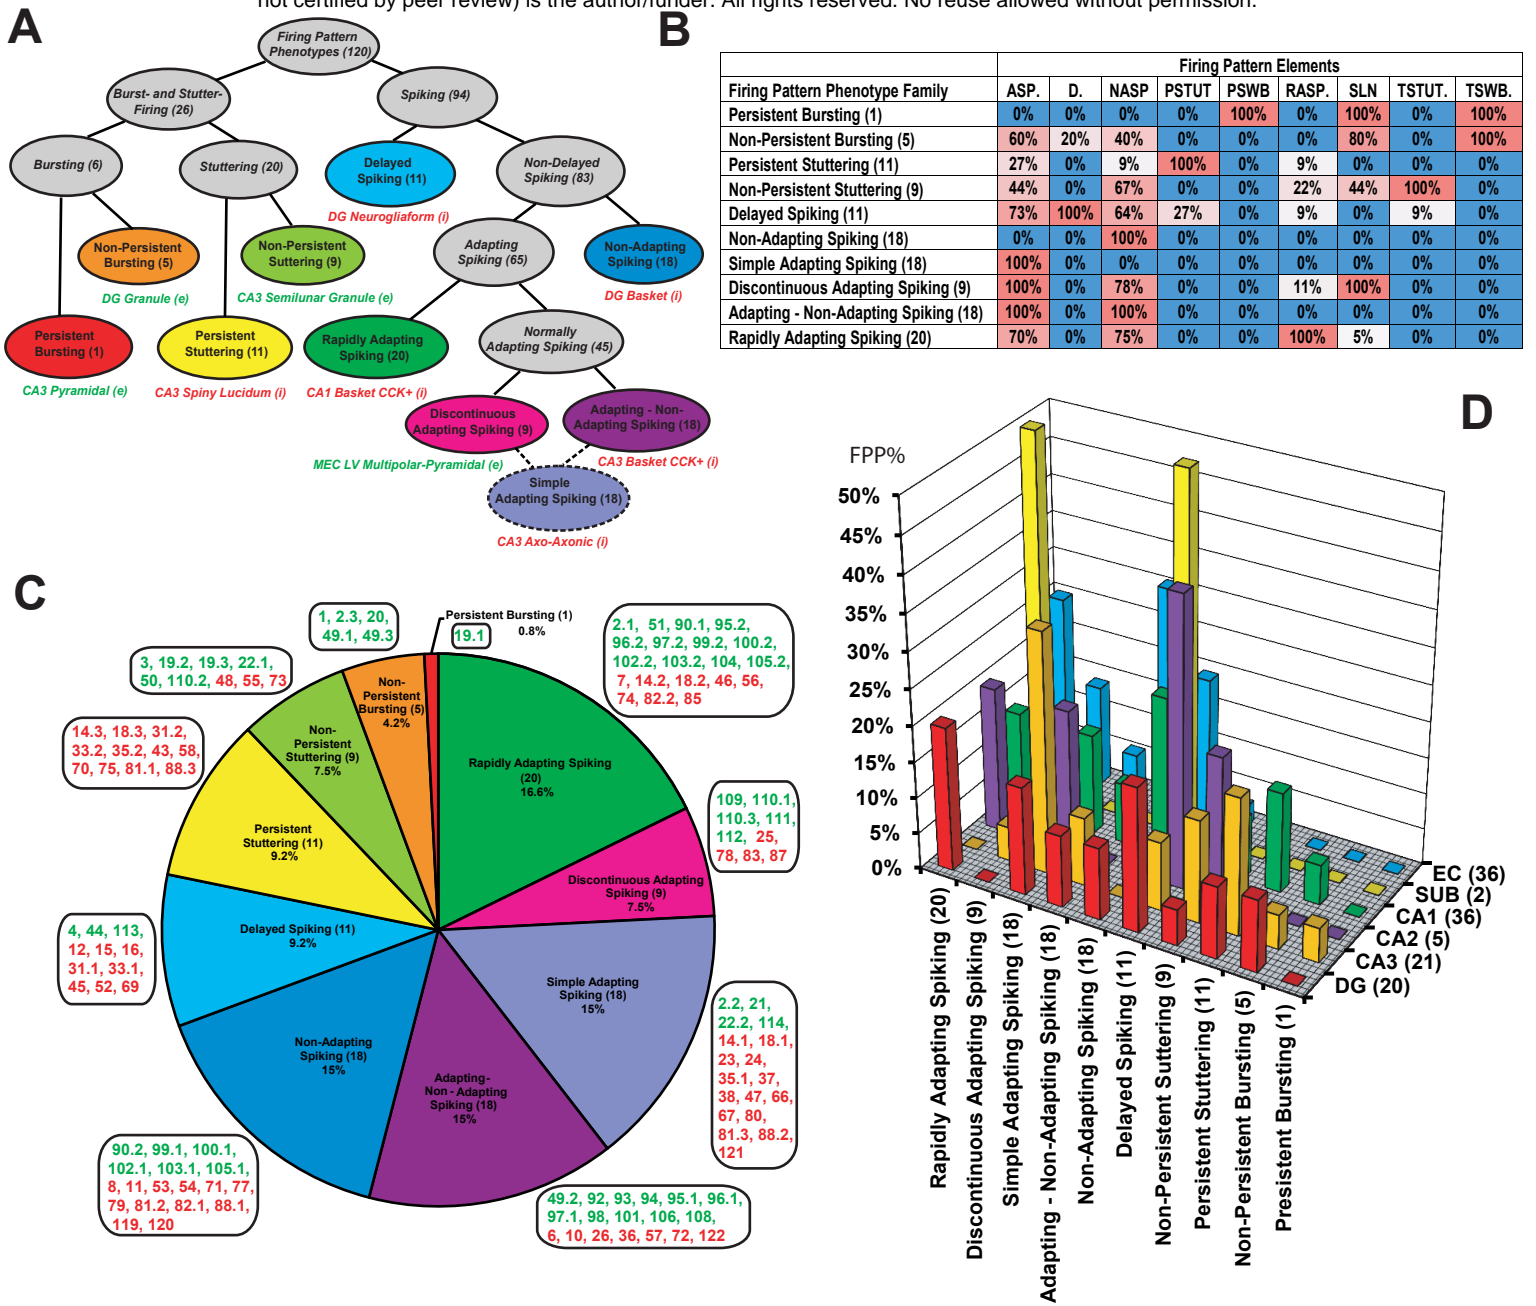 not certified by peer review) is the author/funder. All rights reserved. No reuse allowed without permission.
A
Firing Pattern
Phenotypes (120)
Burst- and Stutter-
Firing (26)
Spiking (94)
Bursting (6)
Stuttering (20)
Delayed
Spiking (11)
DG Neurogliaform (i)
Non-Delayed
Spiking (83)
Non-Persistent
Bursting (5)
DG Granule (e)
Non-Persistent
Suttering (9)
CA3 Semilunar Granule (e)
Adapting
Spiking (65)
Non-Adapting
Spiking (18)
DG Basket (i)
Persistent
Bursting (1)
CA3 Pyramidal (e)
Persistent
Stuttering (11)
CA3 Spiny Lucidum (i)
Rapidly Adapting
Spiking (20)
CA1 Basket CCK+ (i)
Normally
Adapting Spiking (45)
Discontinuous
Adapting Spiking (9)
MEC LV Multipolar-Pyramidal (e)
Adapting - Non-
Adapting Spiking (18)
CA3 Basket CCK+ (i)
Simple
Adapting Spiking (18)
CA3 Axo-Axonic (i)
B
Firing Pattern Elements
Firing Pattern Phenotype Family ASP. D. NASP PSTUT PSWB RASP. SLN TSTUT. TSWB.
Persistent Bursting (1) 0% 0% 0% 0% 100% 0% 100% 0% 100%
Non-Persistent Bursting (5) 60% 20% 40% 0% 0% 0% 80% 0% 100%
Persistent Stuttering (11) 27% 0% 9% 100% 0% 9% 0% 0% 0%
Non-Persistent Stuttering (9) 44% 0% 67% 0% 0% 22% 44% 100% 0%
Delayed Spiking (11) 73% 100% 64% 27% 0% 9% 0% 9% 0%
Non-Adapting Spiking (18) 0% 0% 100% 0% 0% 0% 0% 0% 0%
Simple Adapting Spiking (18) 100% 0% 0% 0% 0% 0% 0% 0% 0%
Discontinuous Adapting Spiking (9) 100% 0% 78% 0% 0% 11% 100% 0% 0%
Adapting - Non-Adapting Spiking (18) 100% 0% 100% 0% 0% 0% 0% 0% 0%
Rapidly Adapting Spiking (20) 70% 0% 75% 0% 0% 100% 5% 0% 0%
C
Persistent Bursting (1)
0.8%
19.1
Rapidly Adapting Spiking
(20)
16.6%
2.1, 51, 90.1, 95.2,
96.2, 97.2, 99.2, 100.2,
102.2, 103.2, 104, 105.2,
7, 14.2, 18.2, 46, 56,
74, 82.2, 85
Discontinuous Adapting
Spiking (9)
7.5%
109, 110.1,
110.3, 111,
112, 25,
78, 83, 87
Simple Adapting
Spiking (18)
15%
2.2, 21,
22.2, 114,
14.1, 18.1,
23, 24,
35.1, 37,
38, 47, 66,
67, 80,
81.3, 88.2,
121
Adapting-
Non - Adapting
Spiking (18)
15%
49.2, 92, 93, 94, 95.1, 96.1,
97.1, 98, 101, 106, 108,
6, 10, 26, 36, 57, 72, 122
Non-Adapting
Spiking (18)
15%
90.2, 99.1, 100.1,
102.1, 103.1, 105.1,
8, 11, 53, 54, 71, 77,
79, 81.2, 82.1, 88.1,
119, 120
Delayed Spiking (11)
9.2%
4, 44, 113,
12, 15, 16,
31.1, 33.1,
45, 52, 69
Persistent
Stuttering (11)
9.2%
14.3, 18.3, 31.2,
33.2, 35.2, 43, 58,
70, 75, 81.1, 88.3
Non-
Persistent
Stuttering (9)
7.5%
3, 19.2, 19.3, 22.1,
50, 110.2, 48, 55, 73
Non-
Persistent
Bursting (5)
4.2%
1, 2.3, 20,
49.1, 49.3
D
FPP%
50%
45%
40%
35%
30%
25%
20%
15%
10%
5%
0%
EC (36)
SUB (2)
CA1 (36)
CA2 (5)
CA3 (21)
DG (20)
Rapidly Adapting Spiking (20)
Discontinuous Adapting Spiking (9)
Simple Adapting Spiking (18)
Adapting - Non-Adapting Spiking (18)
Non-Adapting Spiking (18)
Delayed Spiking (11)
Non-Persistent Suttering (9)
Persistent Stuttering (11)
Non-Persistent Bursting (5)
Presistent Bursting (1)